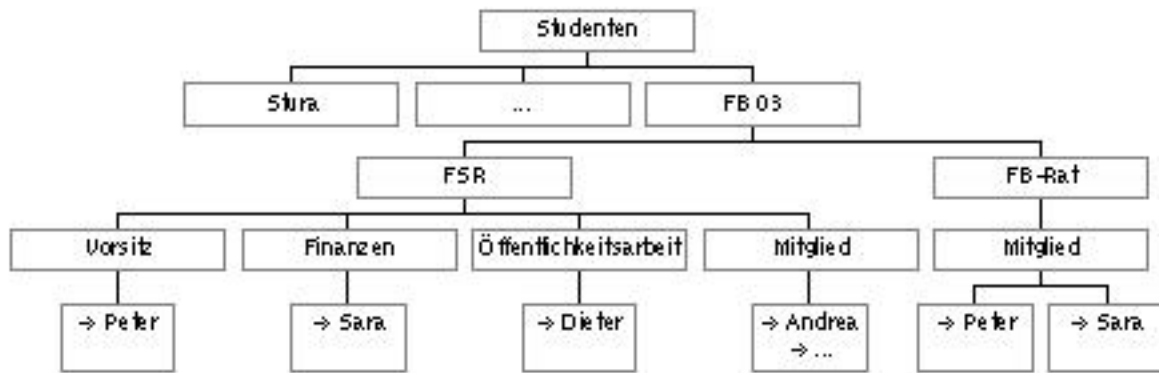 Studenten
Stura
...
FB 03
FSR
FB-Rat
Vorsitz
Finanzen
Öffentlichkeitsarbeit
Mitglied
Mitglied
→ Peter
→ Sara
→ Dieter
→ Andrea
→ ...
→ Peter
→ Sara